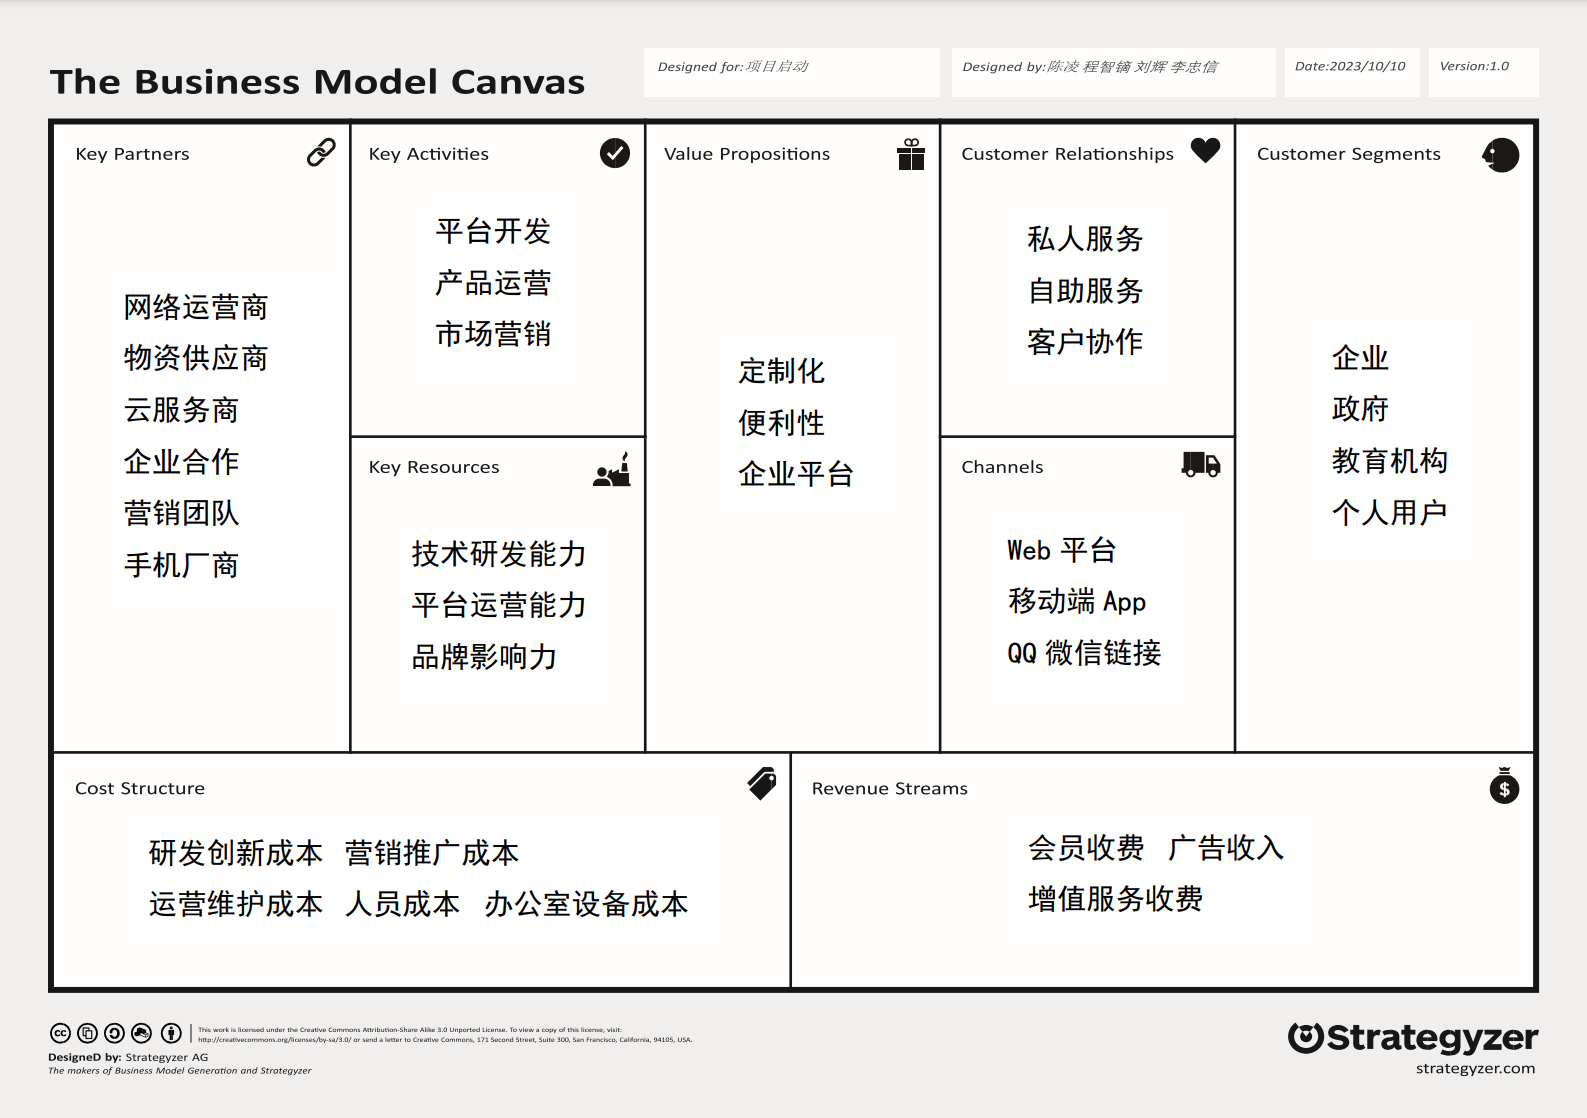 The Business Model Canvas
Designed for:项目启动
Designed by:陈凌 程智镝 刘辉 李忠信
Date:2023/10/10
Version:1.0
Key Partners
网络运营商
物资供应商
云服务商
企业合作
营销团队
手机厂商
Key Activities
平台开发
产品运营
市场营销
Key Resources
技术研发能力
平台运营能力
品牌影响力
Value Propositions
定制化
便利性
企业平台
Customer Relationships
私人服务
自助服务
客户协作
Channels
Web 平台
移动端 App
QQ 微信链接
Customer Segments
企业
政府
教育机构
个人用户
Cost Structure
研发创新成本 营销推广成本
运营维护成本 人员成本 办公室设备成本
Revenue Streams
$
会员收费 广告收入
增值服务收费
cc
This work is licensed under the Creative Commons Attribution-Share Alike 3.0 Unported License. To view a copy of this license, visit:
http://creativecommons.org/licenses/by-sa/3.0/ or send a letter to Creative Commons, 171 Second Street, Suite 300, San Francisco, California, 94105, USA.
DesigneD by: Strategyzer AG
The makers of Business Model Generation and Strategyzer
Strategyzer
strategyzer.com